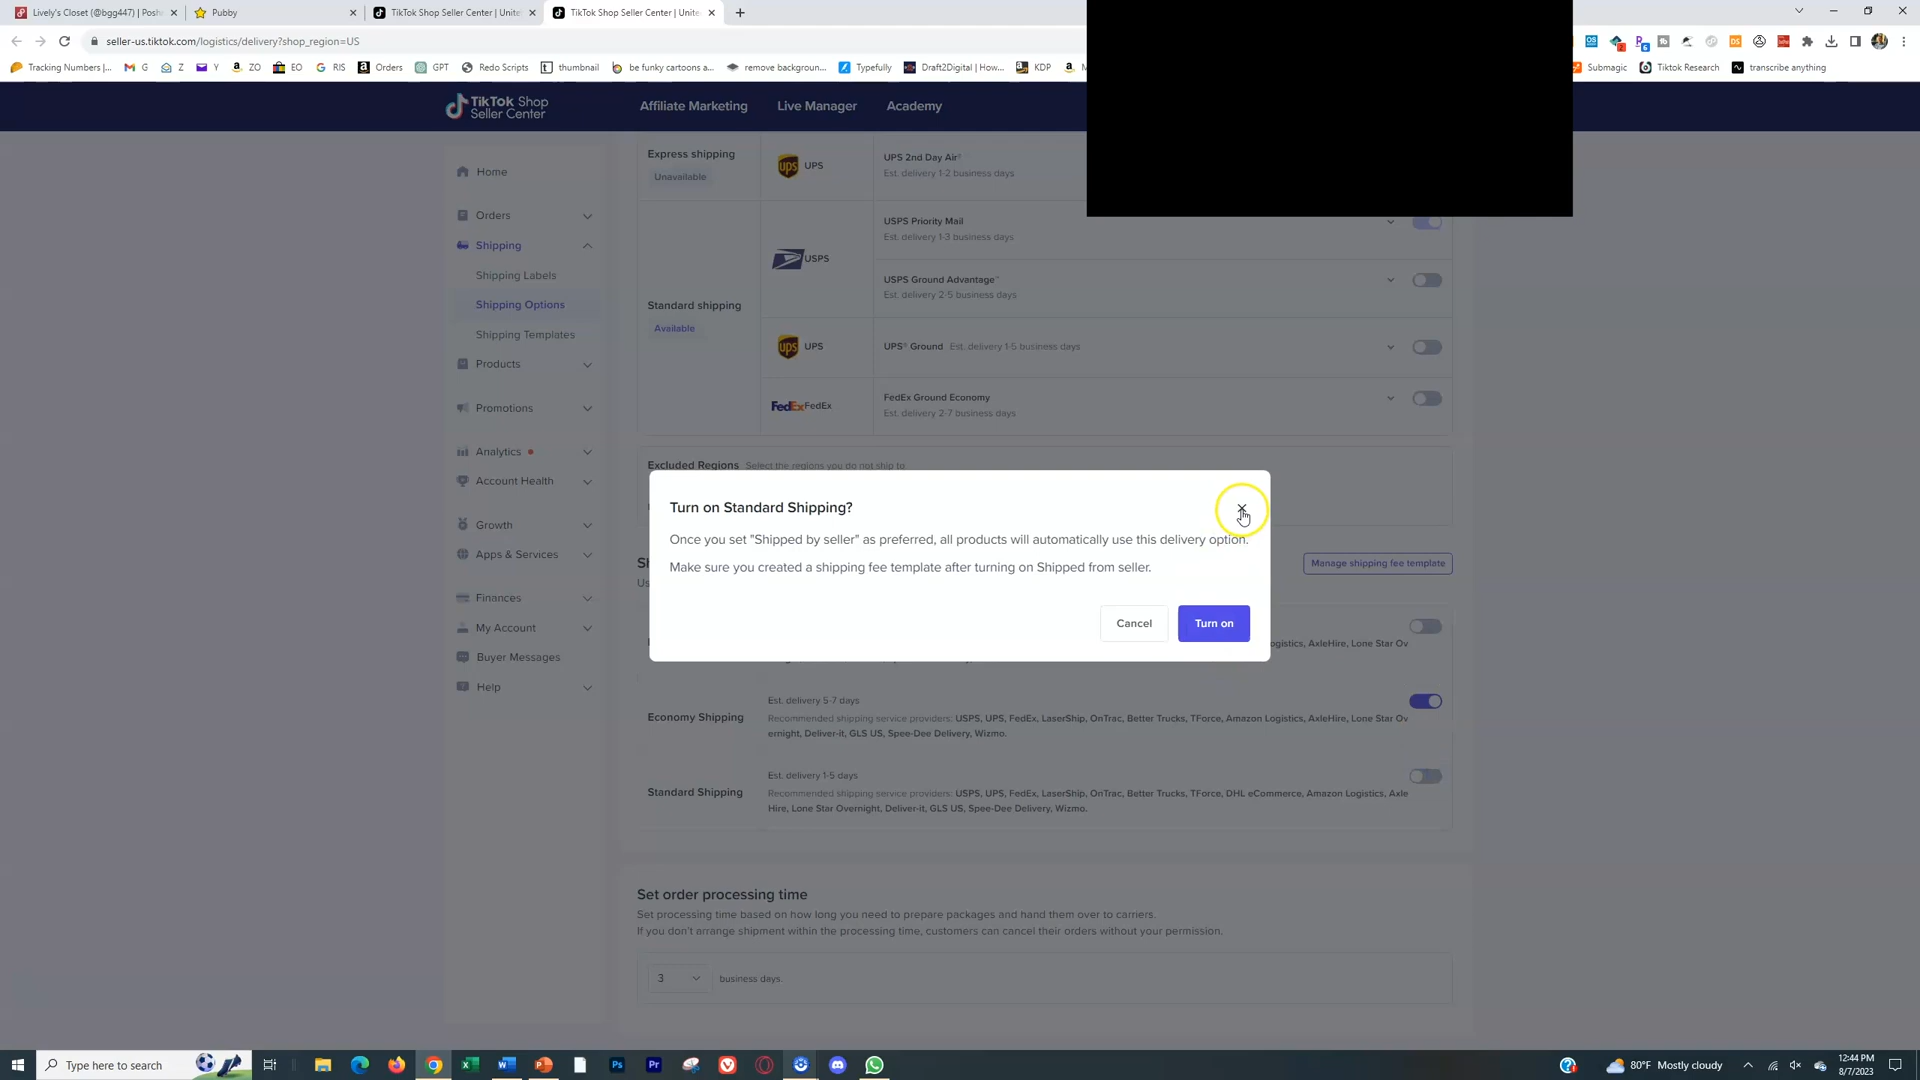 Lively's Closet (@bgg447) | Poshm
Pubby
TikTok Shop Seller Center | Unite
TikTok Shop Seller Center | Unite
seller-us.tiktok.com/logistics/delivery?shop_region=US
Tracking Numbers |...
G
Z
Y
ZO
EO
RIS
Orders
GPT
Redo Scripts
thumbnail
be funky cartoons a...
remove backgroun...
Typefully
Draft2Digital | How...
KDP
Submagic
Tiktok Research
transcribe anything
TikTok Shop
Seller Center
Affiliate Marketing
Live Manager
Academy
Home
Orders
Shipping
Shipping Labels
Shipping Options
Shipping Templates
Products
Promotions
Analytics
Account Health
Growth
Apps & Services
Finances
My Account
Buyer Messages
Help
Express shipping
Unavailable
UPS
UPS 2nd Day Air®
Est. delivery 1-2 business days
Standard shipping
Available
USPS
USPS Priority Mail
Est. delivery 1-3 business days
USPS Ground Advantage™
Est. delivery 2-5 business days
UPS
UPS® Ground Est. delivery 1-5 business days
FedEx FedEx
FedEx Ground Economy
Est. delivery 2-7 business days
Excluded Regions Select the regions you do not ship to
Turn on Standard Shipping?
Once you set "Shipped by seller" as preferred, all products will automatically use this delivery option.
Make sure you created a shipping fee template after turning on Shipped from seller.
Cancel
Turn on
Manage shipping fee template
s, AxleHire, Lone Star Ov
Economy Shipping
Est. delivery 5-7 days
Recommended shipping service providers: USPS, UPS, FedEx, LaserShip, OnTrac, Better Trucks, TForce, Amazon Logistics, AxleHire, Lone Star Ov
ernight, Deliver-it, GLS US, Spee-Dee Delivery, Wizmo.
Standard Shipping
Est. delivery 1-5 days
Recommended shipping service providers: USPS, UPS, FedEx, LaserShip, OnTrac, Better Trucks, TForce, DHL eCommerce, Amazon Logistics, Axle
Hire, Lone Star Overnight, Deliver-it, GLS US, Spee-Dee Delivery, Wizmo.
Set order processing time
Set processing time based on how long you need to prepare packages and hand them over to carriers.
If you don't arrange shipment within the processing time, customers can cancel their orders without your permission.
3
business days.
Type here to search
80°F Mostly cloudy
12:44 PM
8/7/2023